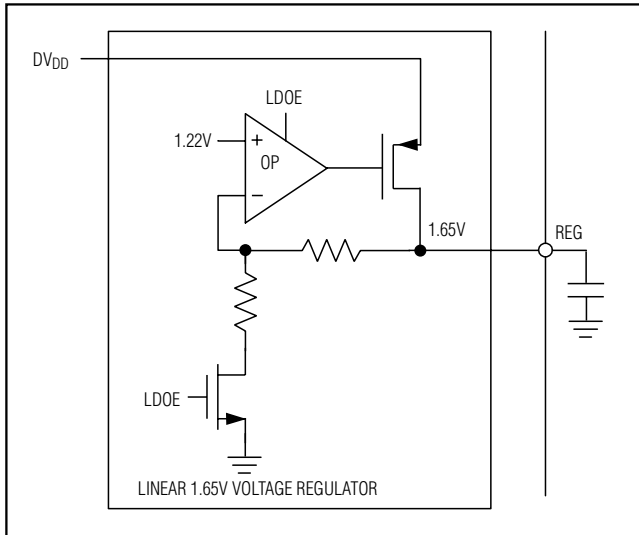 DVDD
LDOE
1.22V
+
OP
−
1.65V
REG
LDOE
LINEAR 1.65V VOLTAGE REGULATOR